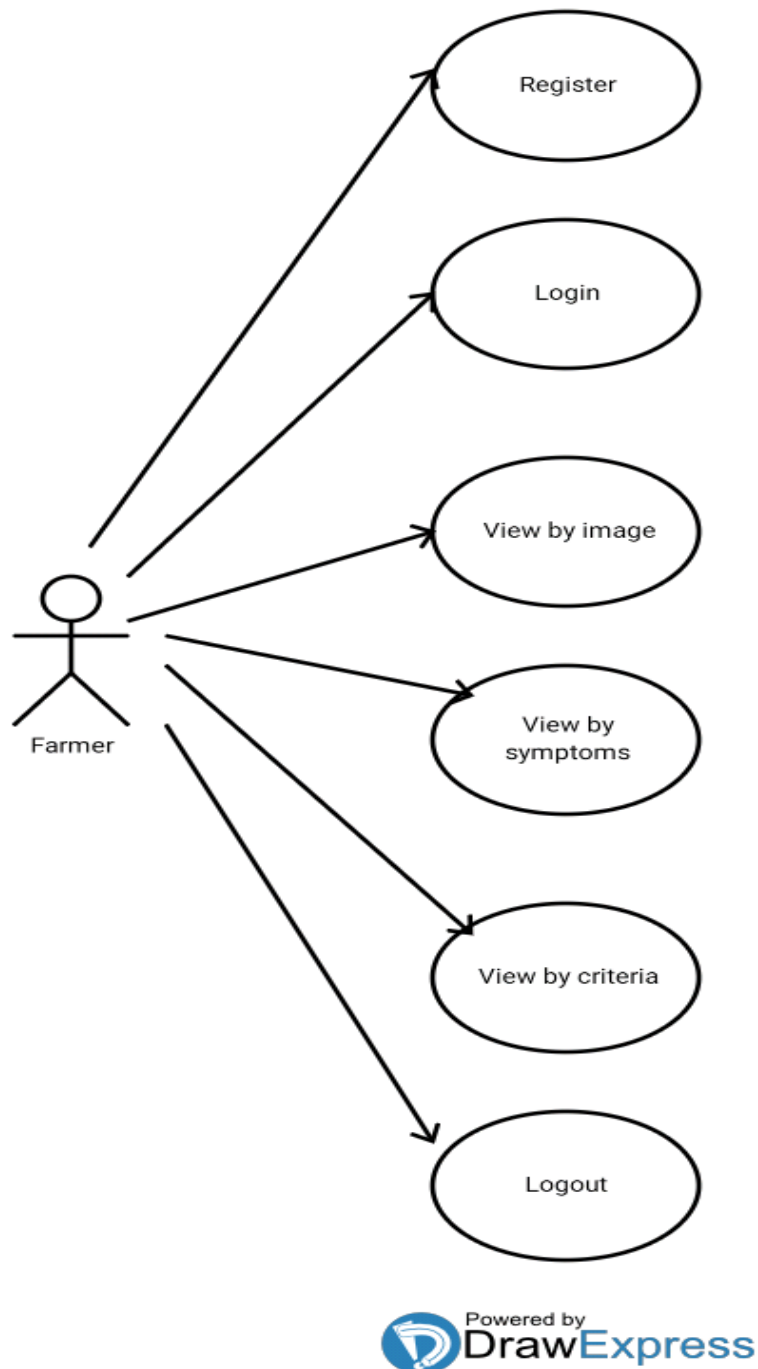 Register
Login
View by image
View by
symptoms
Farmer
View by criteria
Logout
Powered by
DrawExpress